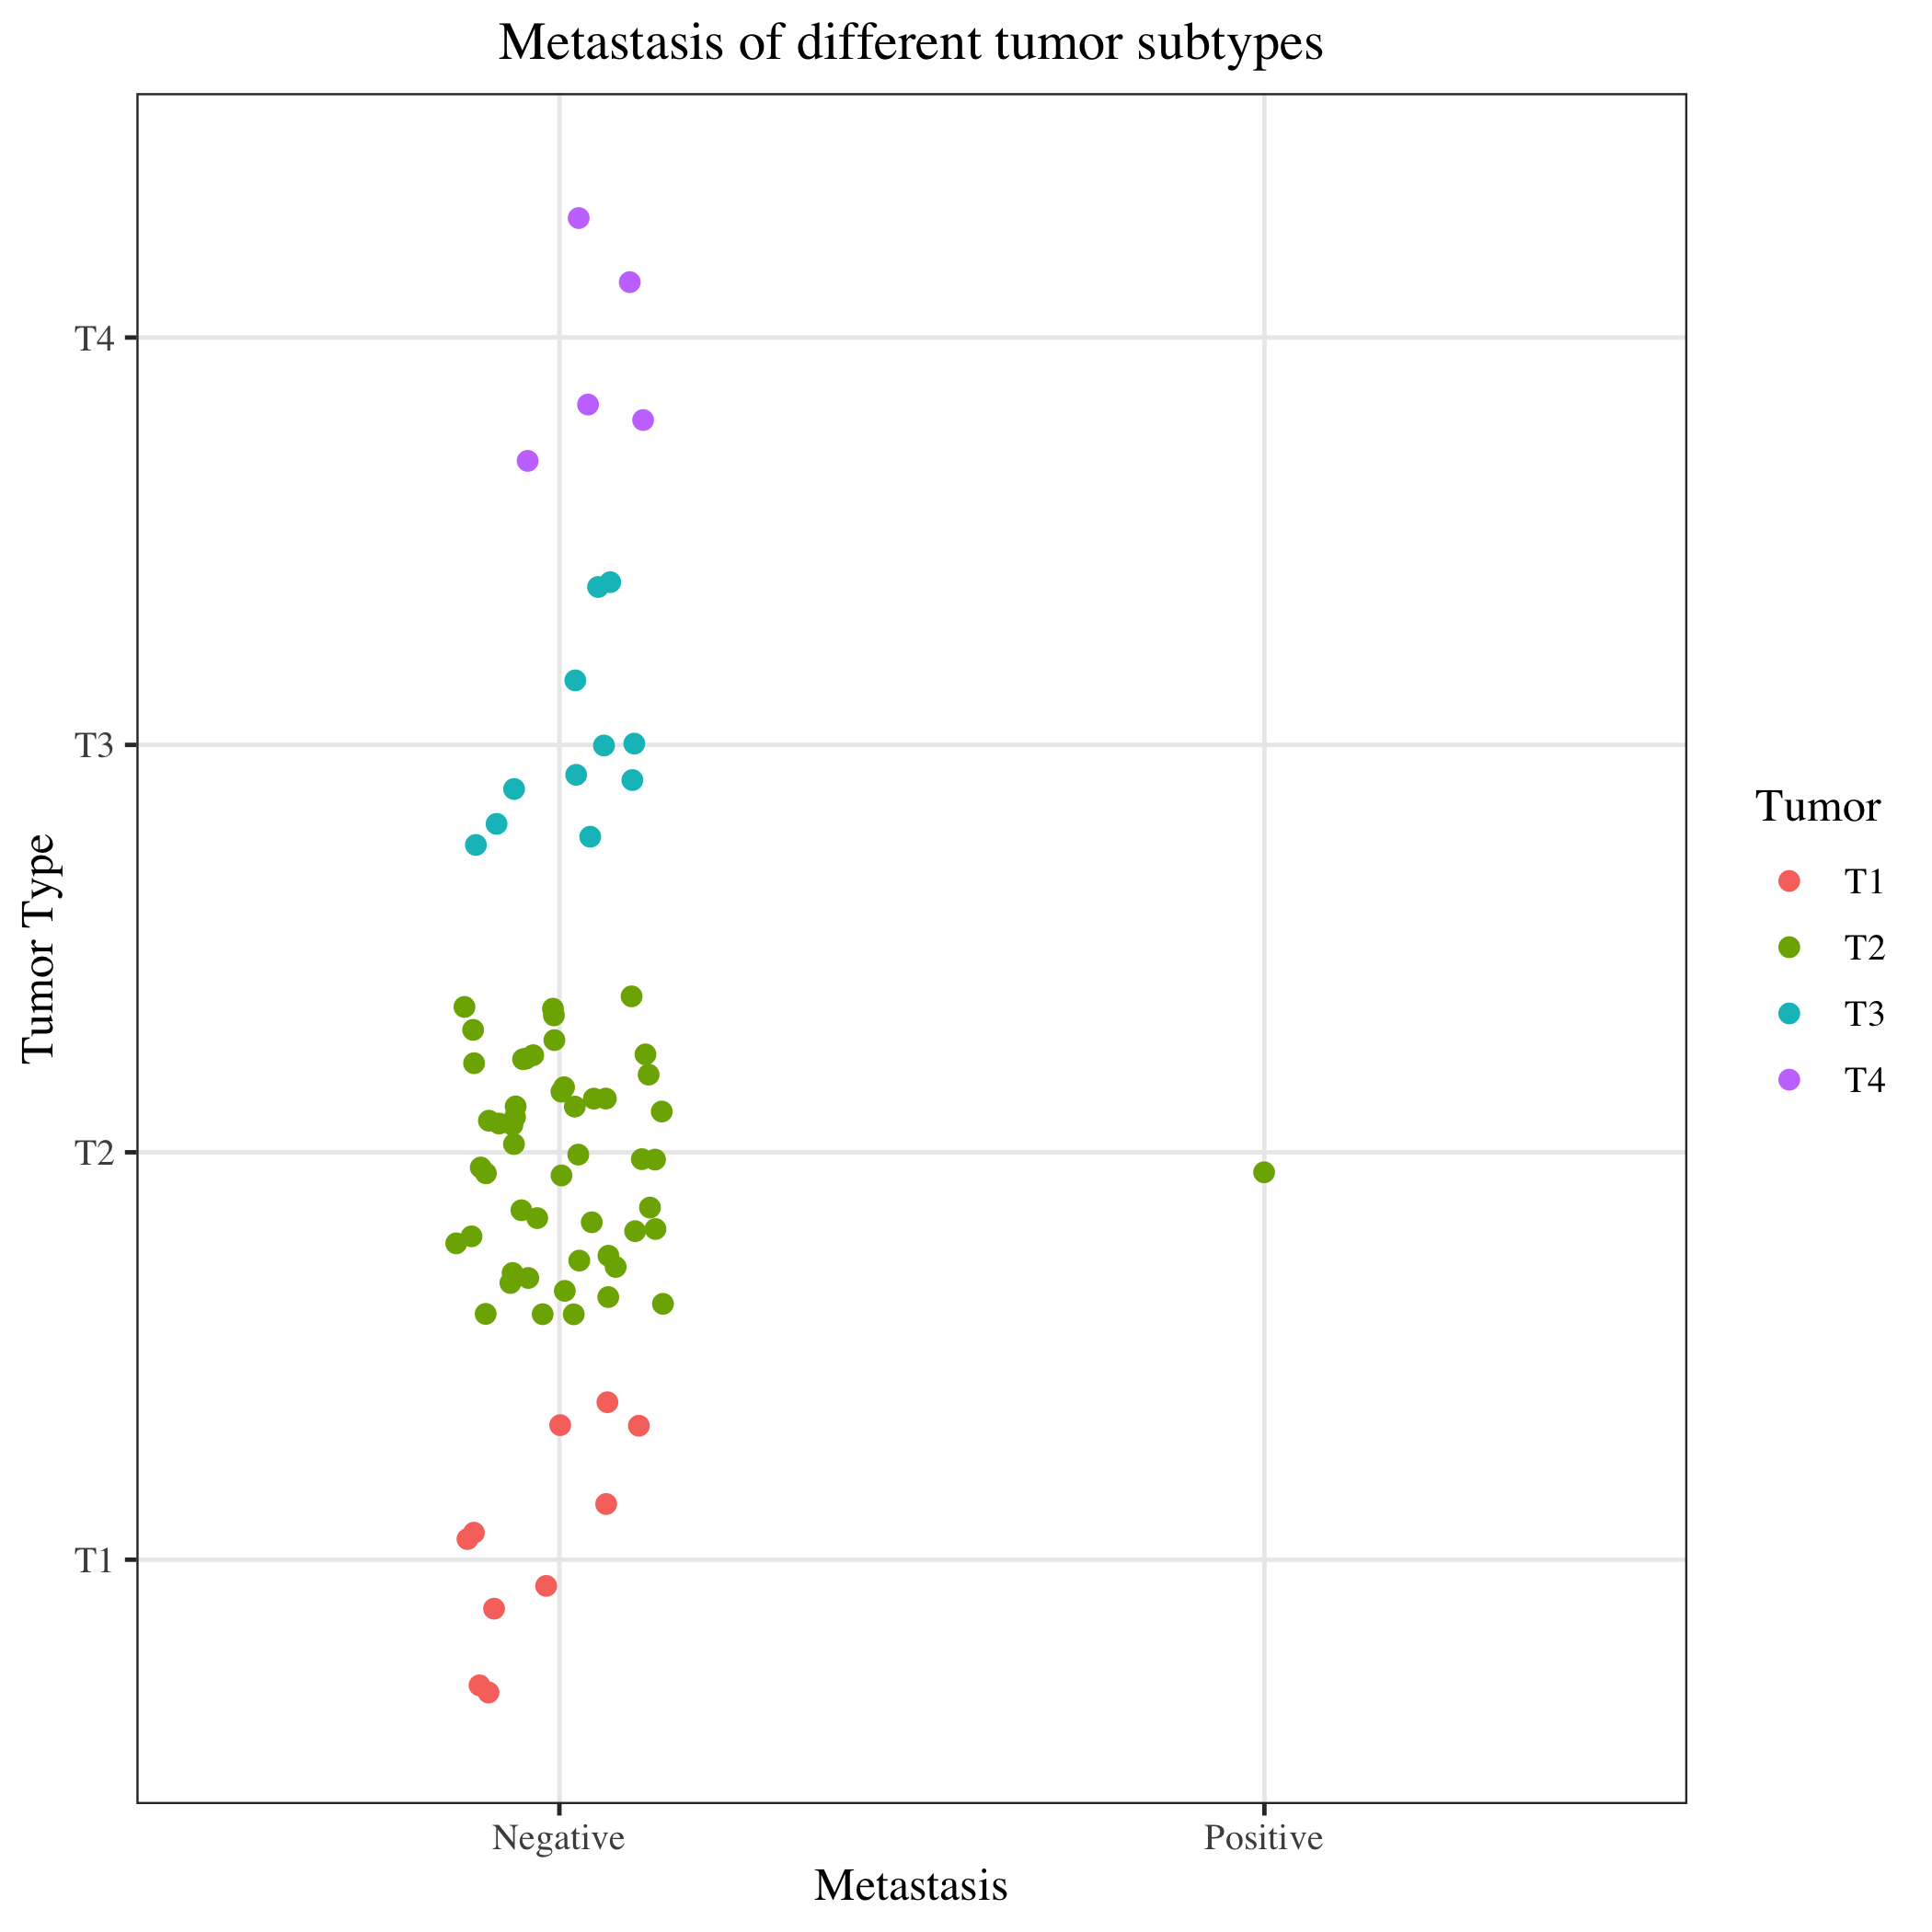 Metastasis of different tumor subtypes
T4
T3
T2
T1
Tumor Type
Negative
Positive
Metastasis
Tumor
T1
T2
T3
T4